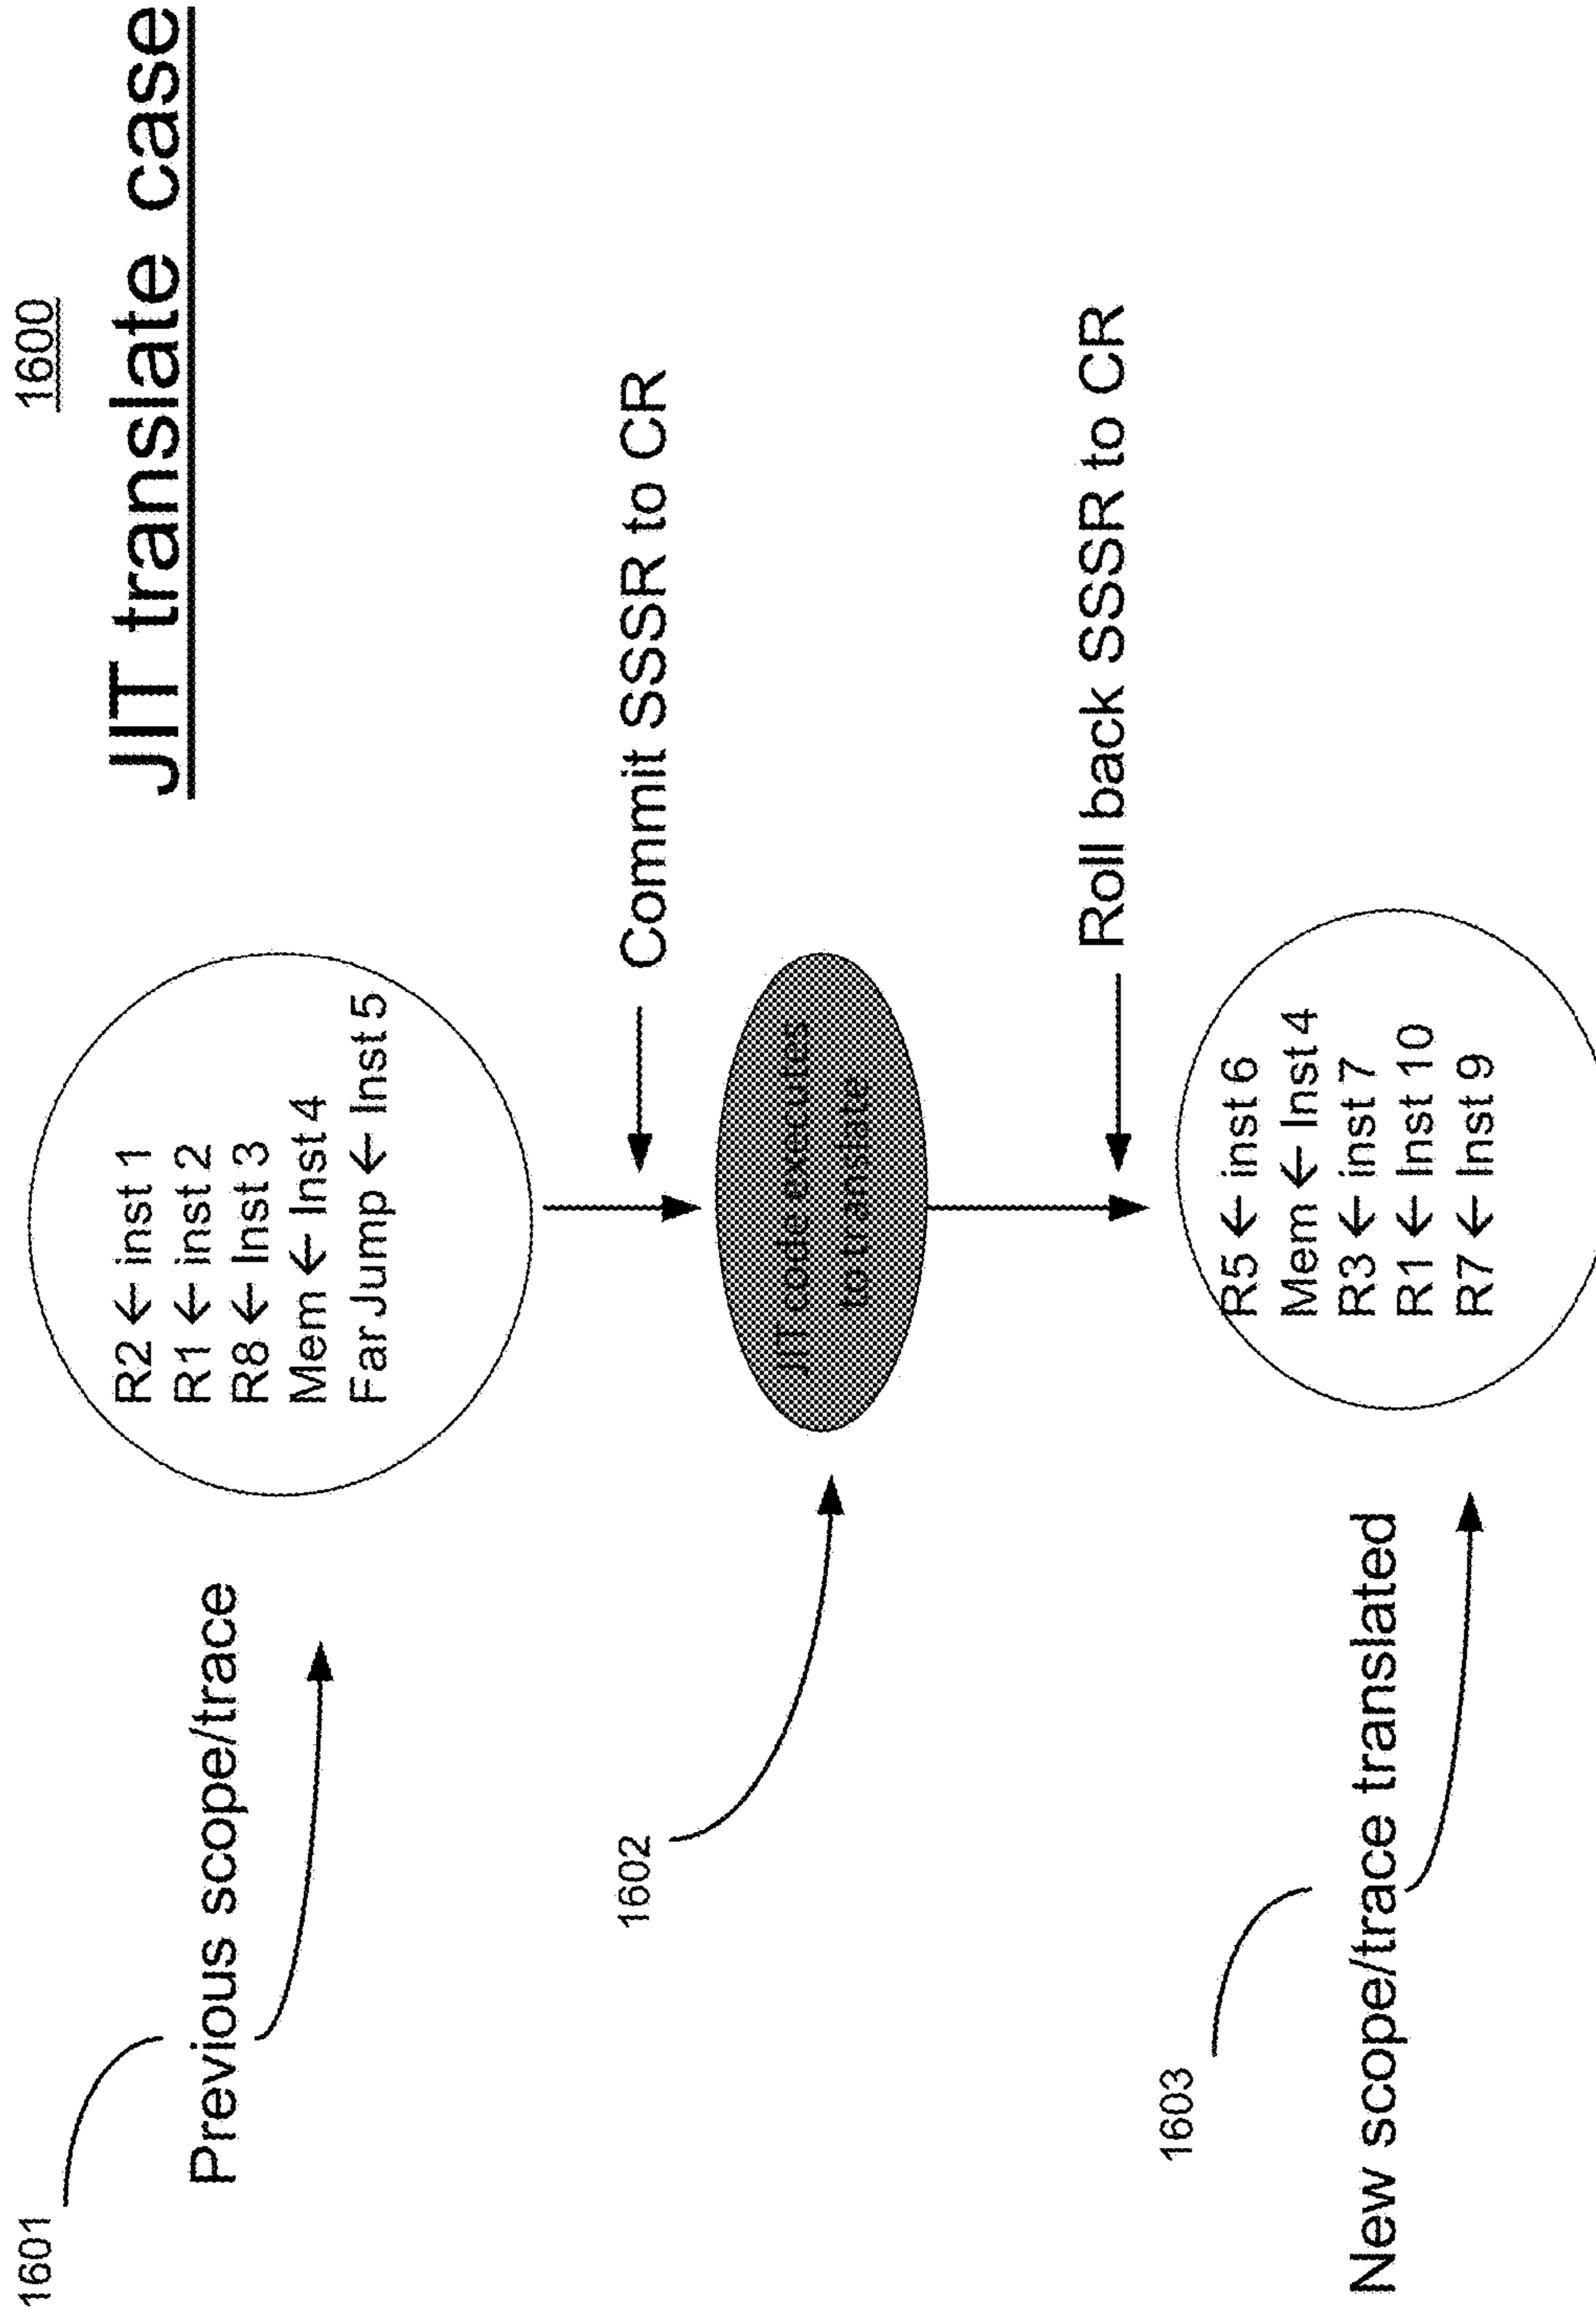 1600
JIT translate case
1601
Previous scope/trace
R2 ← inst 1
R1 ← inst 2
R8 ← Inst 3
Mem ← Inst 4
Far Jump ← Inst 5
Commit SSSR to CR
1602
JIT code executes
to translate
Roll back SSSR to CR
1603
New scope/trace translated
R5 ← inst 6
Mem ← Inst 4
R3 ← inst 7
R1 ← Inst 10
R7 ← Inst 9